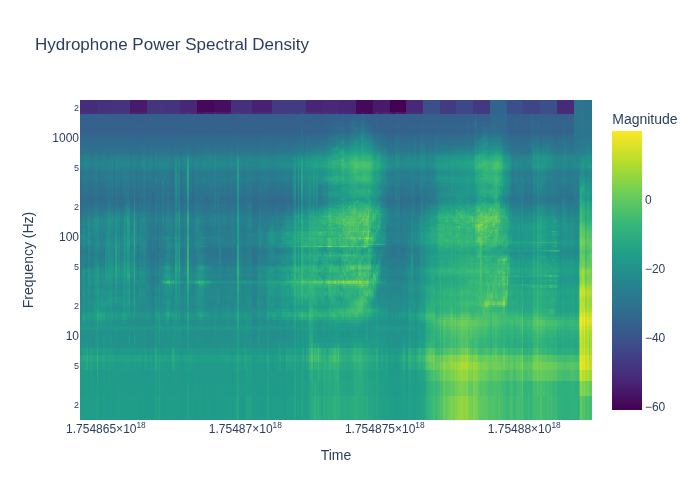 Hydrophone Power Spectral Density
Magnitude
2
1000
5
2
100
5
2
10
5
2
Frequency (Hz)
0
−20
−40
−60
1.754865×10¹⁸ 1.75487×10¹⁸ 1.754875×10¹⁸ 1.75488×10¹⁸
Time